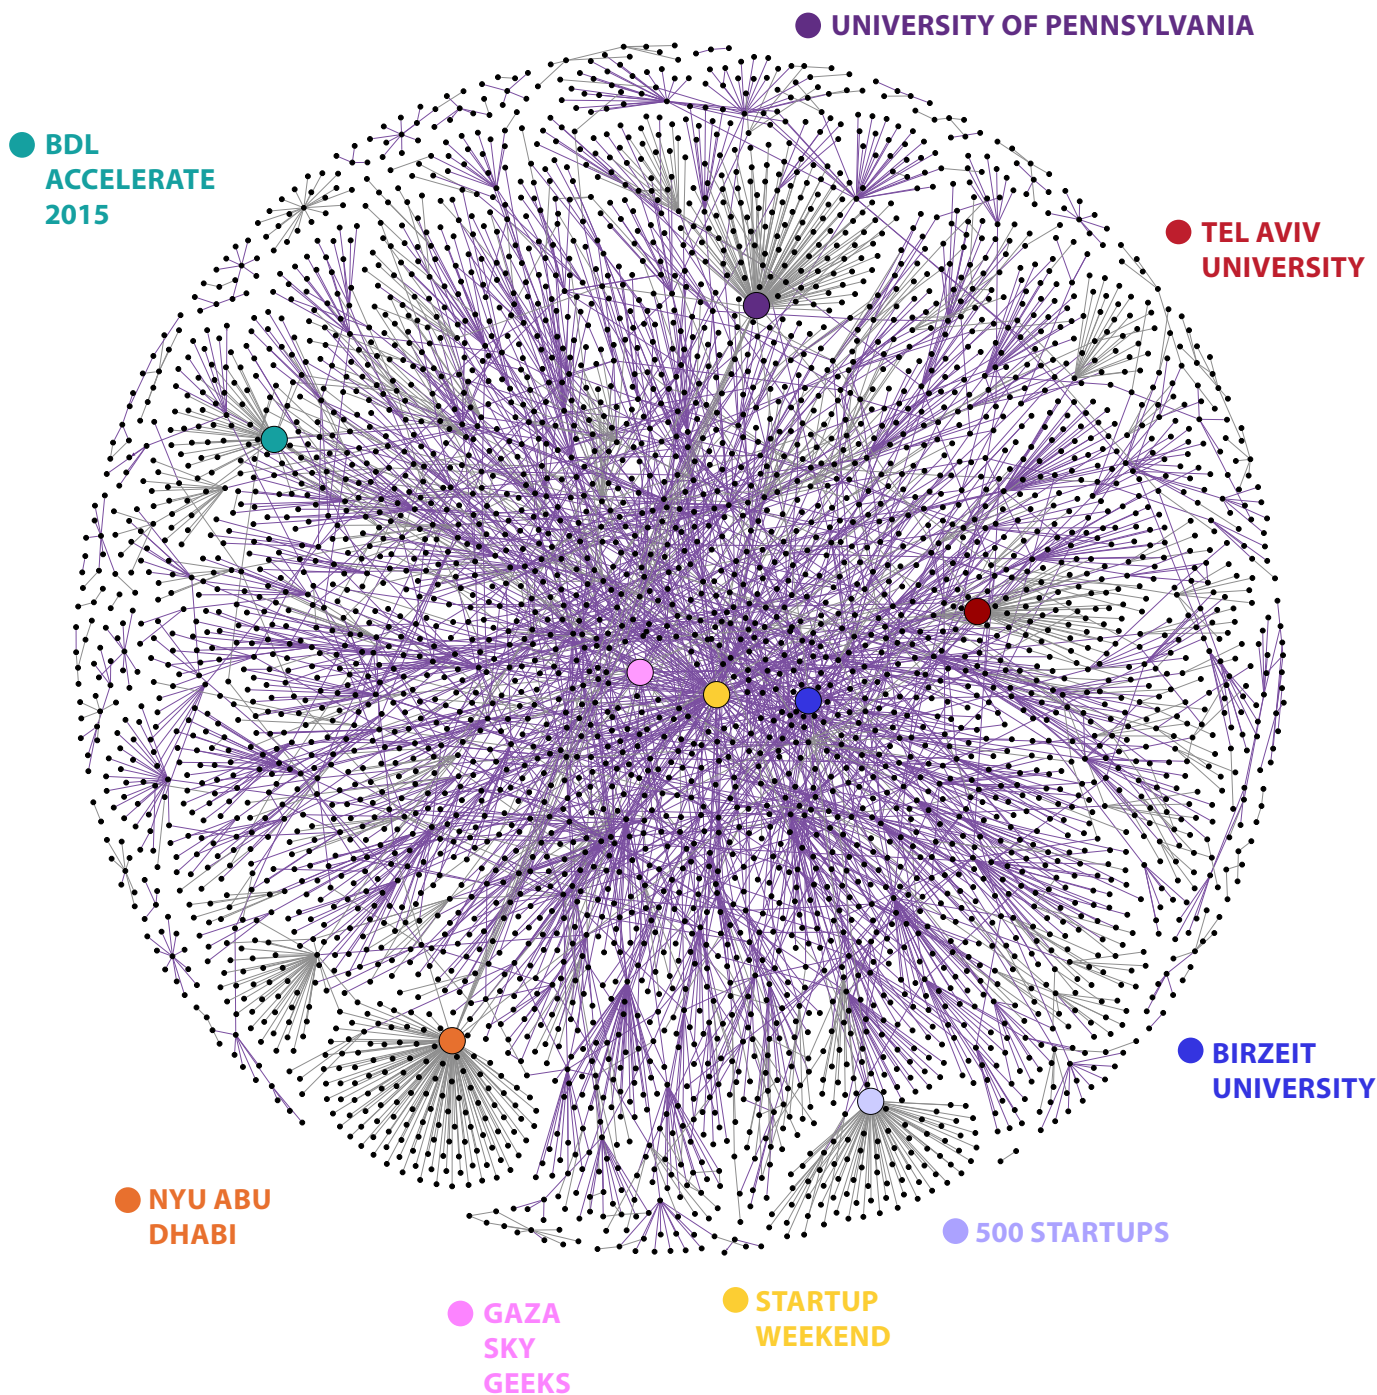 UNIVERSITY OF PENNSYLVANIA
BDL
ACCELERATE
2015
TEL AVIV
UNIVERSITY
BIRZEIT
UNIVERSITY
NYU ABU
DHABI
500 STARTUPS
STARTUP
WEEKEND
GAZA
SKY
GEEKS